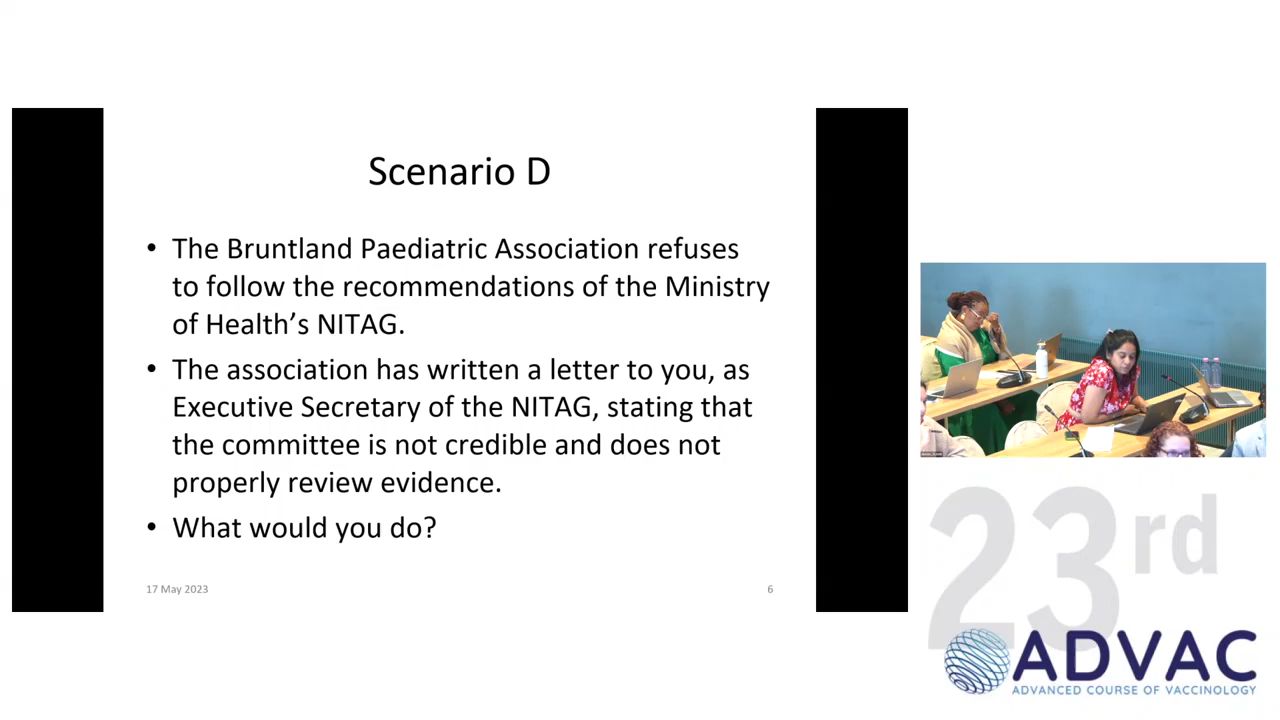 Scenario D
• The Bruntland Paediatric Association refuses
to follow the recommendations of the Ministry
of Health’s NITAG.
• The association has written a letter to you, as
Executive Secretary of the NITAG, stating that
the committee is not credible and does not
properly review evidence.
• What would you do?
17 May 2023
6
23rd
ADVAC
ADVANCED COURSE OF VACCINOLOGY